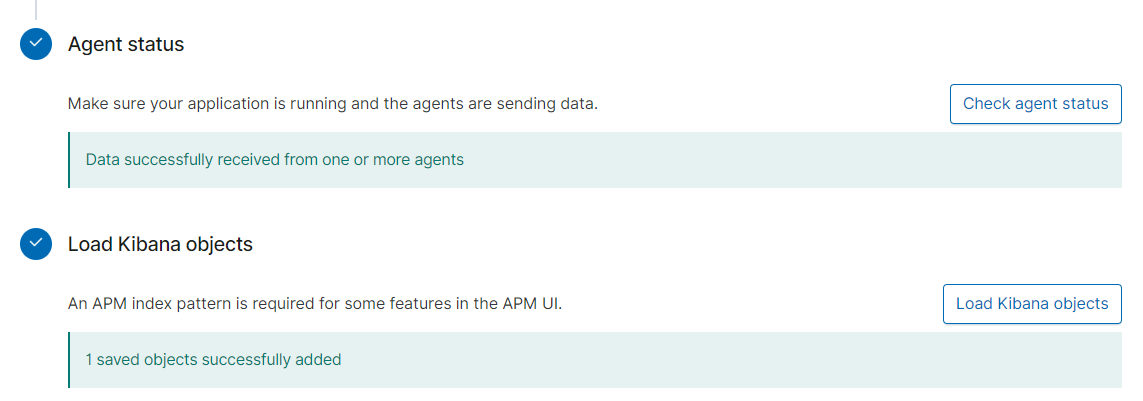 Agent status
Make sure your application is running and the agents are sending data.
Check agent status
Data successfully received from one or more agents
Load Kibana objects
An APM index pattern is required for some features in the APM UI.
Load Kibana objects
1 saved objects successfully added